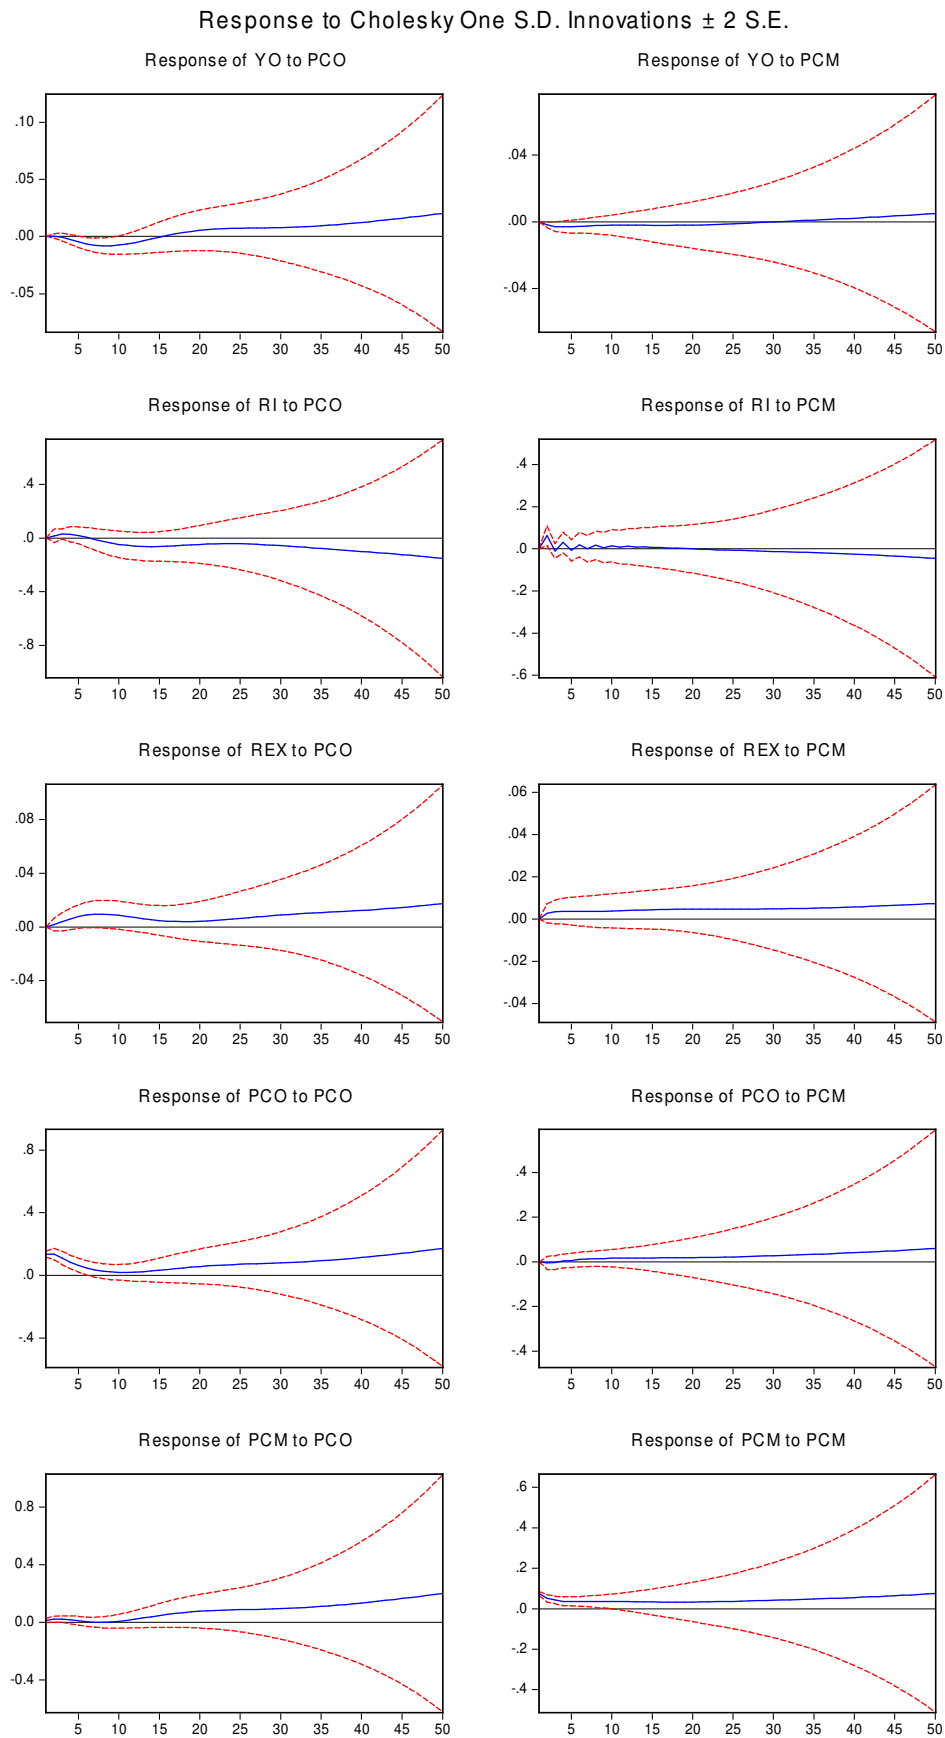 Response to Cholesky One S.D. Innovations ± 2 S.E.
Response of YO to PCO
.10
.05
.00
-.05
5 10 15 20 25 30 35 40 45 50
Response of YO to PCM
.04
.00
-.04
5 10 15 20 25 30 35 40 45 50
Response of RI to PCO
.4
.0
-.4
-.8
5 10 15 20 25 30 35 40 45 50
Response of RI to PCM
.4
.2
.0
-.2
-.4
-.6
5 10 15 20 25 30 35 40 45 50
Response of REX to PCO
.08
.04
.00
-.04
5 10 15 20 25 30 35 40 45 50
Response of REX to PCM
.06
.04
.02
.00
-.02
-.04
5 10 15 20 25 30 35 40 45 50
Response of PCO to PCO
.8
.4
.0
-.4
5 10 15 20 25 30 35 40 45 50
Response of PCO to PCM
.4
.2
.0
-.2
-.4
5 10 15 20 25 30 35 40 45 50
Response of PCM to PCO
0.8
0.4
0.0
-0.4
5 10 15 20 25 30 35 40 45 50
Response of PCM to PCM
.6
.4
.2
.0
-.2
-.4
5 10 15 20 25 30 35 40 45 50